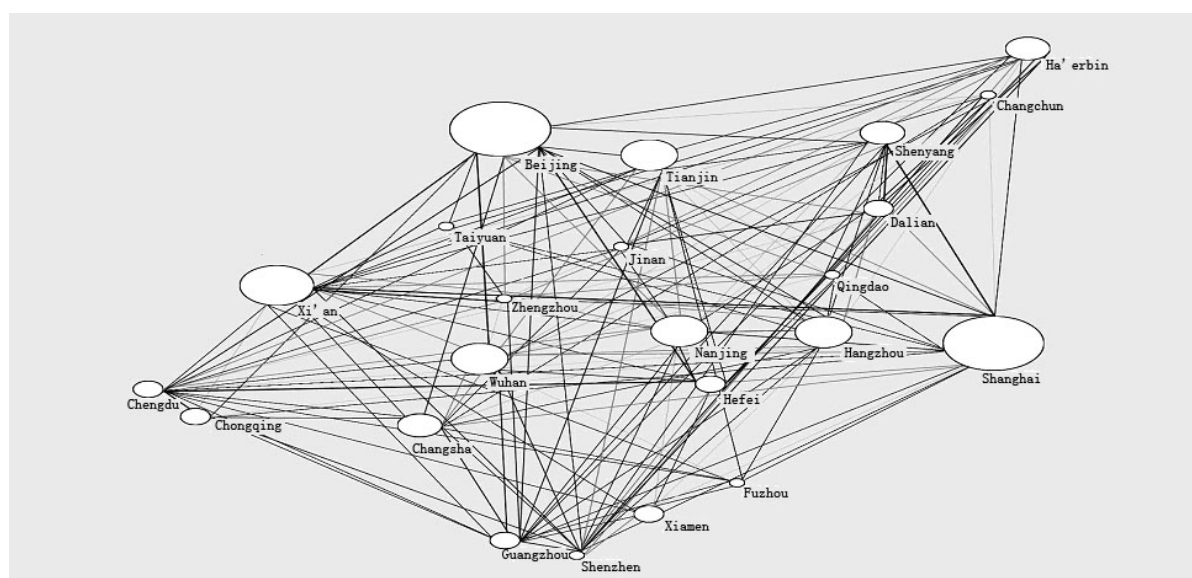 Ha'erbin
Changchun
Shenyang
Beijing
Tianjin
Dalian
Taiyuan
Jinan
Qingdao
Xi'an
Zhengzhou
Nanjing
Hangzhou
Shanghai
Wuhan
Hefei
Chengdu
Chongqing
Changsha
Fuzhou
Xiamen
Guangzhou
Shenzhen